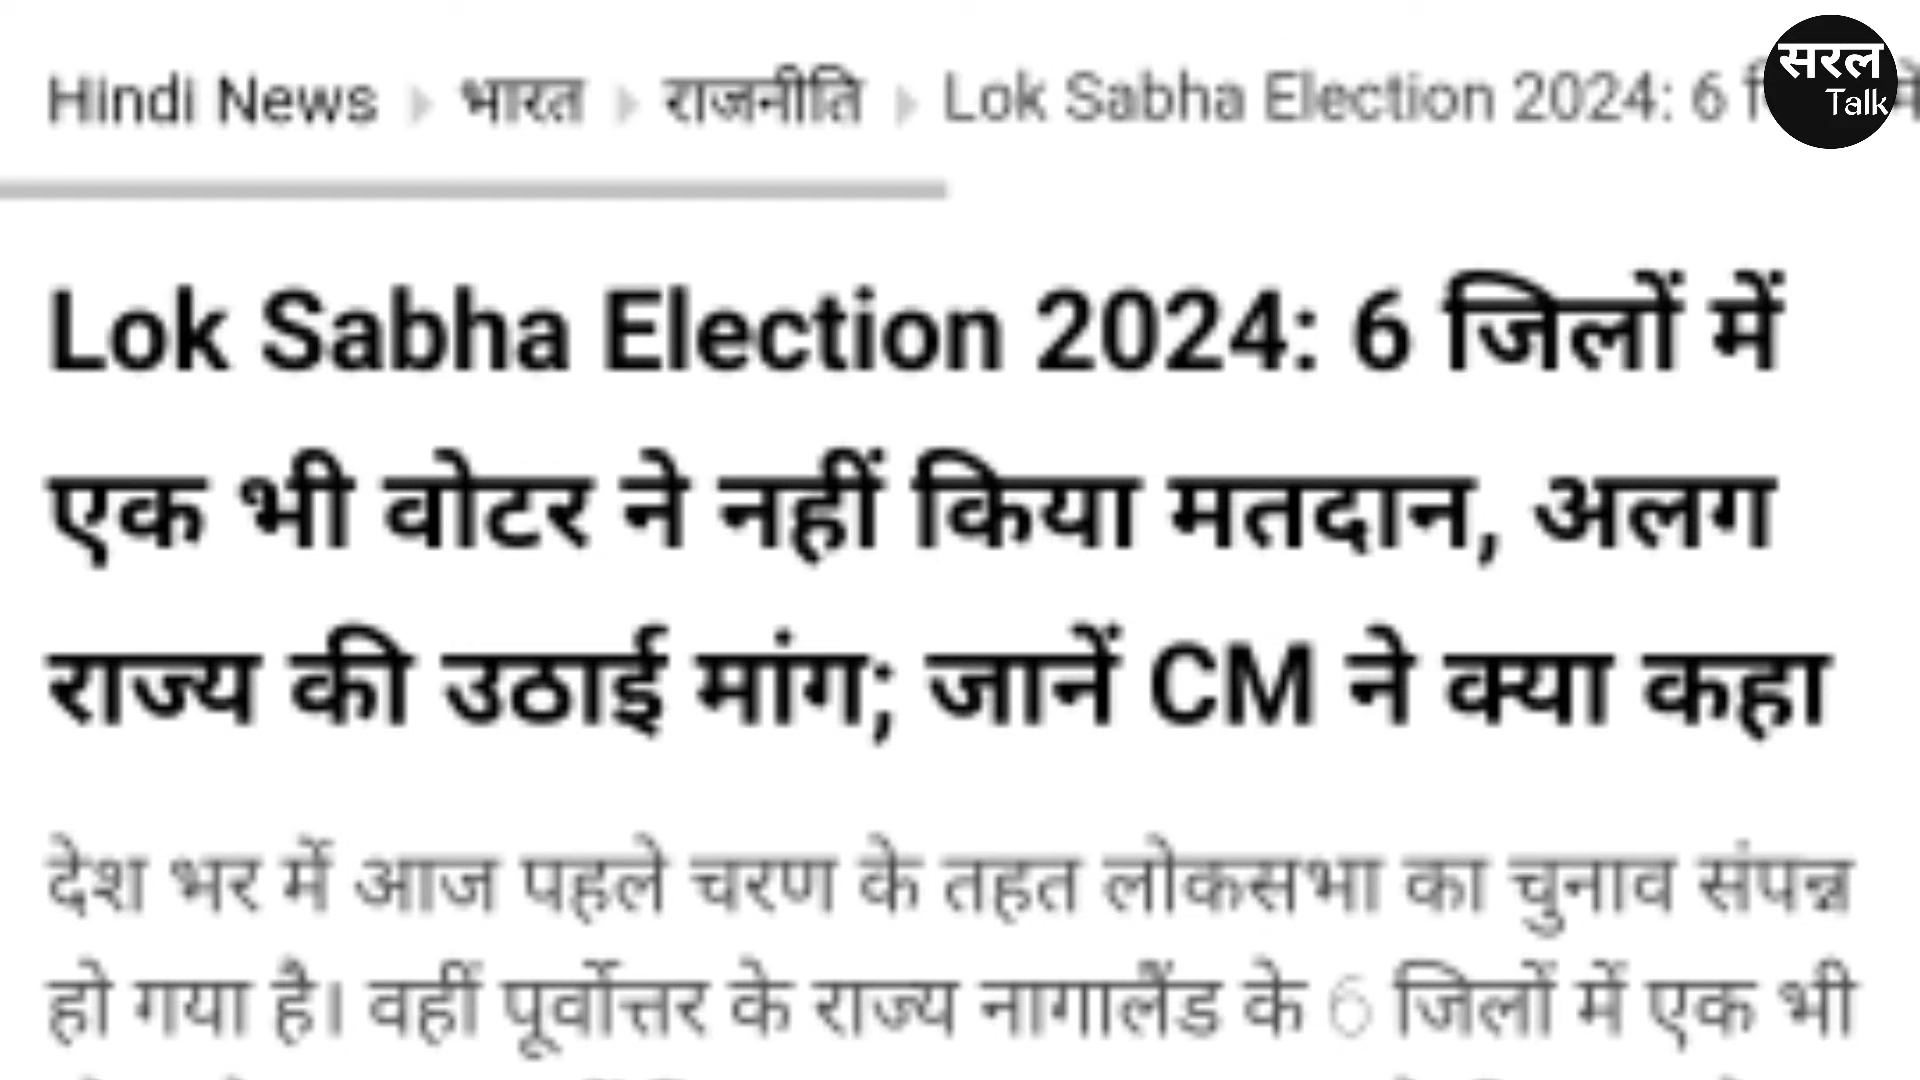 Hindi News › भारत › राजनीति › Lok Sabha Election 2024: 6
सरल
Talk
Lok Sabha Election 2024: 6 जिलों में
एक भी वोटर ने नहीं किया मतदान, अलग
राज्य की उठाई मांग; जानें CM ने क्या कहा
देश भर में आज पहले चरण के तहत लोकसभा का चुनाव संपन्न
हो गया है। वहीं पूर्वोत्तर के राज्य नागालैंड के 6 जिलों में एक भी